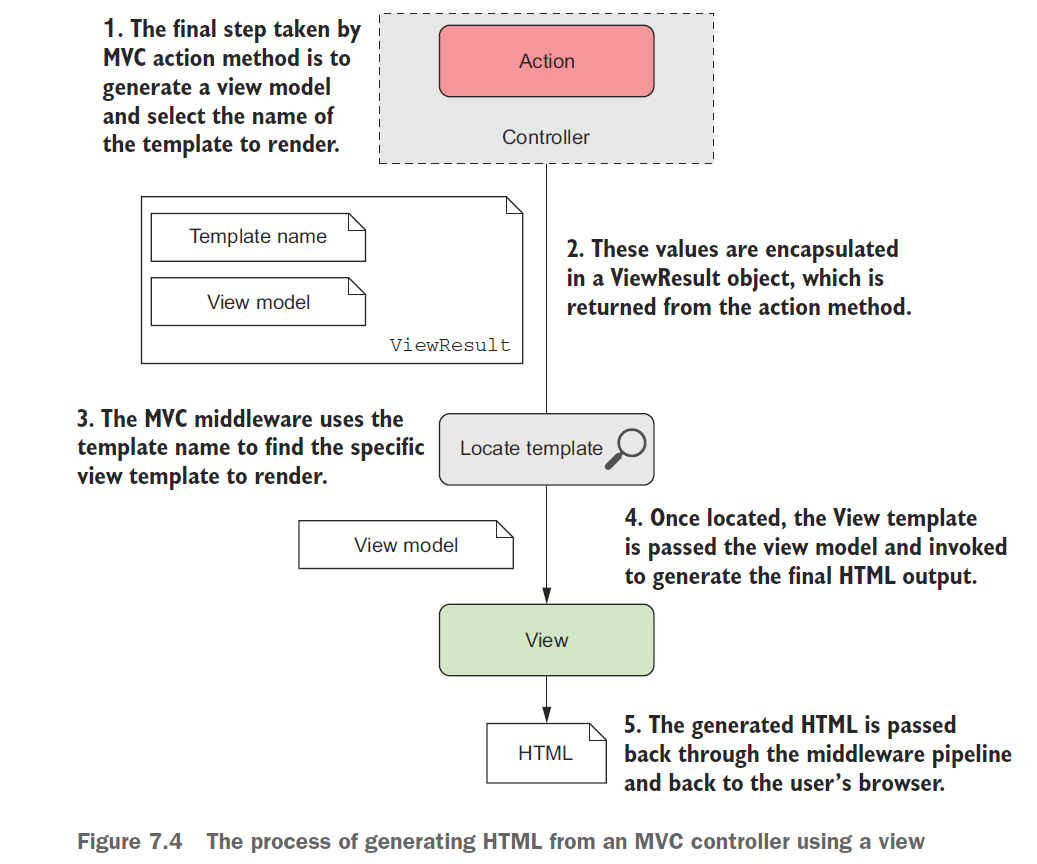 1. The final step taken by
MVC action method is to
generate a view model
and select the name of
the template to render.
Action
Controller
Template name
View model
ViewResult
2. These values are encapsulated
in a ViewResult object, which is
returned from the action method.
3. The MVC middleware uses the
template name to find the specific
view template to render.
Locate template
View model
4. Once located, the View template
is passed the view model and invoked
to generate the final HTML output.
View
HTML
5. The generated HTML is passed
back through the middleware pipeline
and back to the user’s browser.
Figure 7.4 The process of generating HTML from an MVC controller using a view